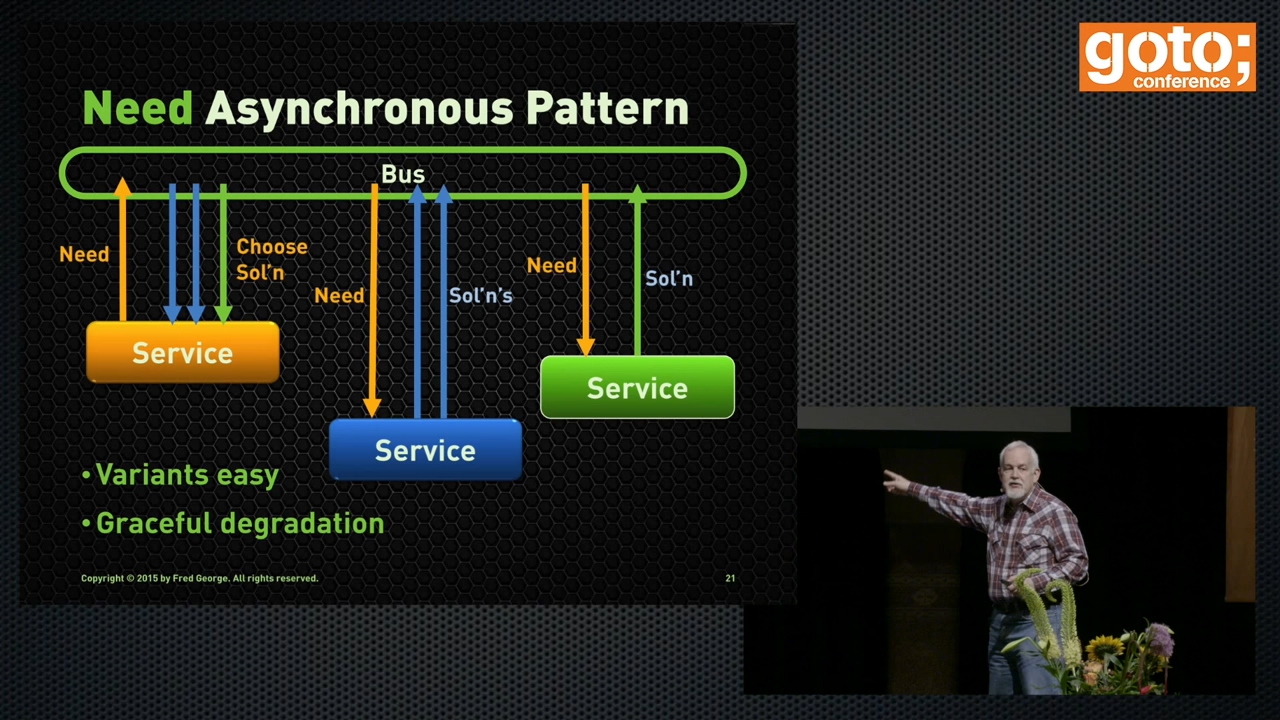 goto;
conference
Need Asynchronous Pattern
Bus
Need
Choose
Sol'n
Need
Sol'n's
Need
Sol'n
Service
Service
Service
• Variants easy
• Graceful degradation
Copyright © 2015 by Fred George. All rights reserved.
21